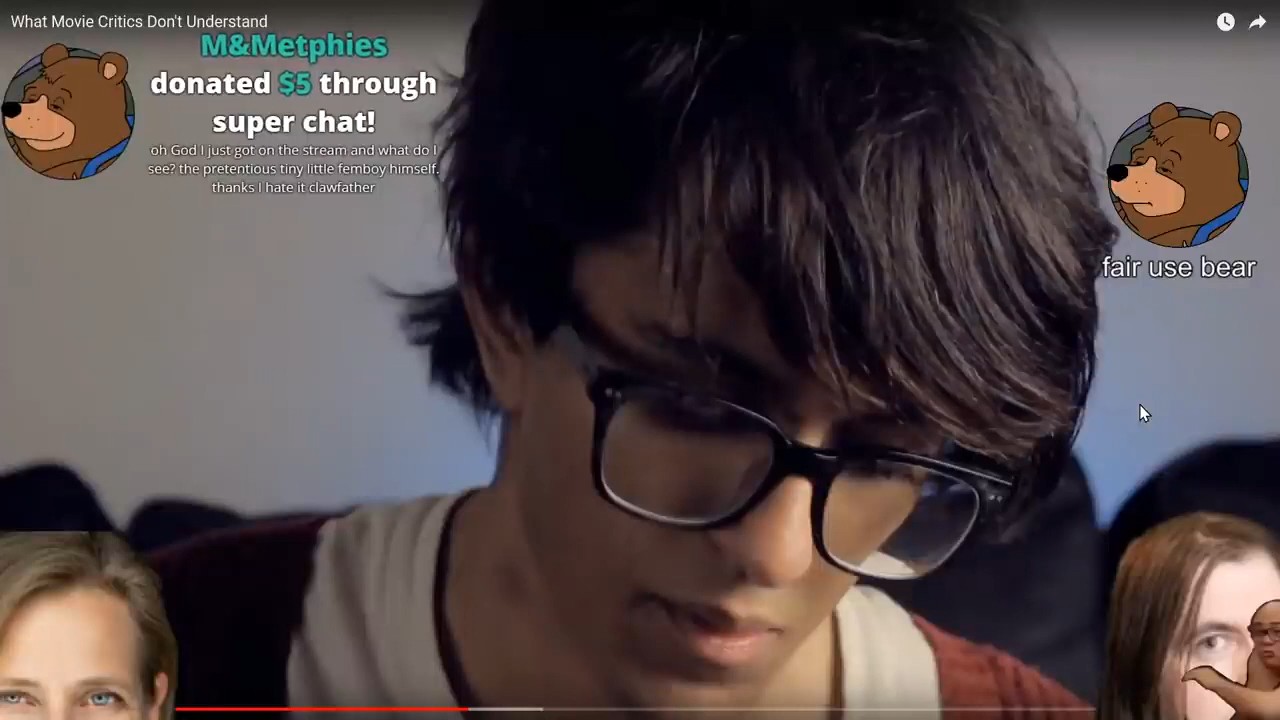 What Movie Critics Don't Understand
M&Metphies
donated $5 through
super chat!
oh God I just got on the stream and what do I
see? the pretentious tiny little femboy himself.
thanks I hate it clawfather
fair use bear